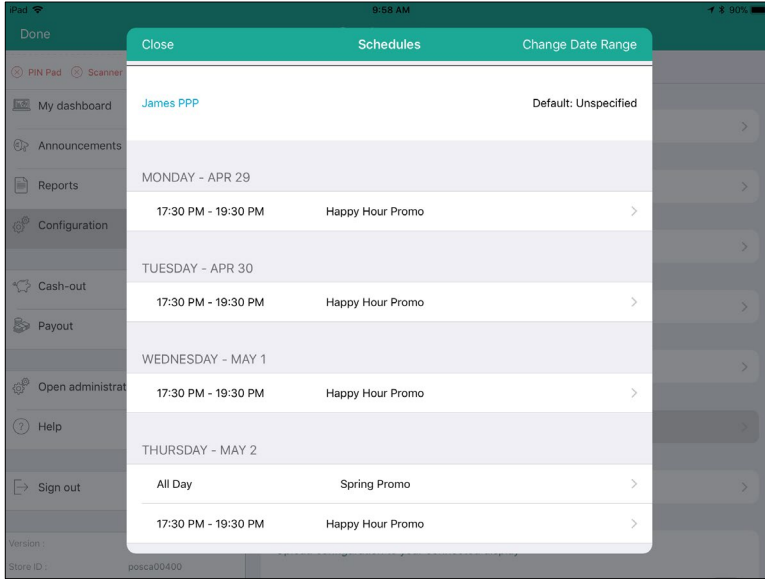 iPad 9:58 AM 90%
Done
Close Schedules Change Date Range
PIN Pad Scanner
James PPP Default: Unspecified
My dashboard
Announcements
MONDAY - APR 29
Reports
17:30 PM - 19:30 PM Happy Hour Promo
Configuration
TUESDAY - APR 30
Cash-out
17:30 PM - 19:30 PM Happy Hour Promo
Payout
WEDNESDAY - MAY 1
Open administrat
17:30 PM - 19:30 PM Happy Hour Promo
Help
THURSDAY - MAY 2
All Day Spring Promo
Sign out
17:30 PM - 19:30 PM Happy Hour Promo
Version :
Store ID : posca00400